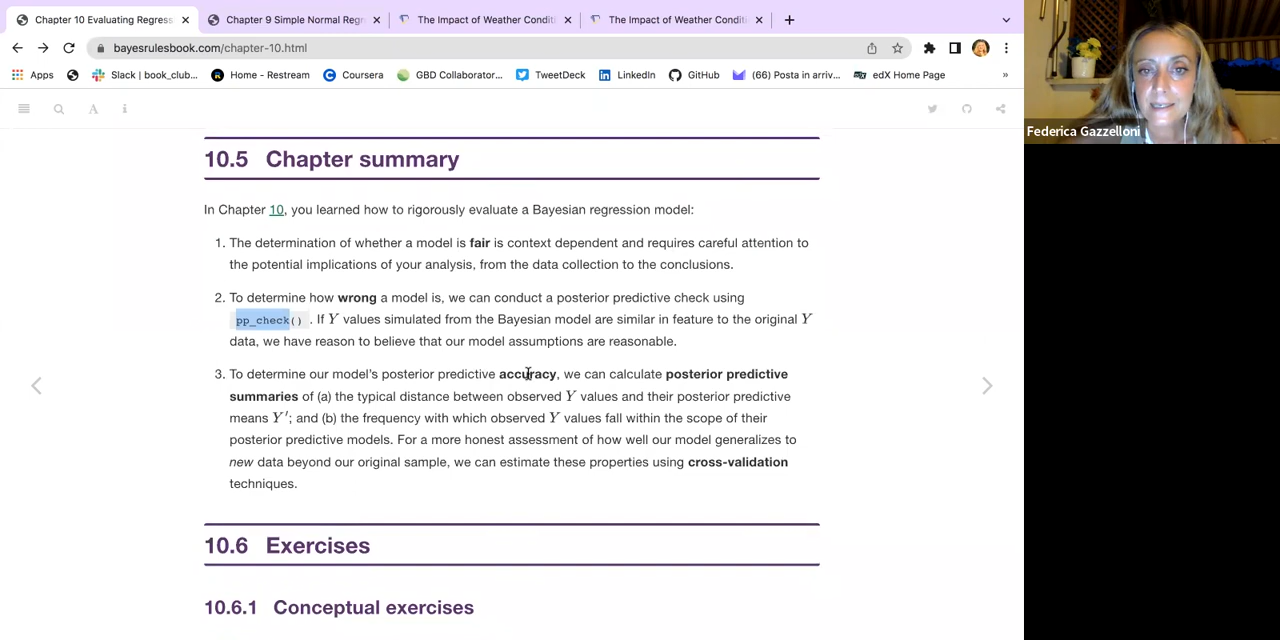 Chapter 10 Evaluating Regress
Chapter 9 Simple Normal Regr
The Impact of Weather Conditi
The Impact of Weather Conditi
bayesrulesbook.com/chapter-10.html
Apps
Slack | book_club...
Home - Restream
Coursera
GBD Collaborator...
TweetDeck
LinkedIn
GitHub
(66) Posta in arriv...
edX Home Page
»
Federica Gazzelloni
10.5 Chapter summary
In Chapter 10, you learned how to rigorously evaluate a Bayesian regression model:
1. The determination of whether a model is fair is context dependent and requires careful attention to
the potential implications of your analysis, from the data collection to the conclusions.
2. To determine how wrong a model is, we can conduct a posterior predictive check using
pp_check() . If Y values simulated from the Bayesian model are similar in feature to the original Y
data, we have reason to believe that our model assumptions are reasonable.
3. To determine our model's posterior predictive accuracy, we can calculate posterior predictive
summaries of (a) the typical distance between observed Y values and their posterior predictive
means Y′; and (b) the frequency with which observed Y values fall within the scope of their
posterior predictive models. For a more honest assessment of how well our model generalizes to
new data beyond our original sample, we can estimate these properties using cross-validation
techniques.
10.6 Exercises
10.6.1 Conceptual exercises